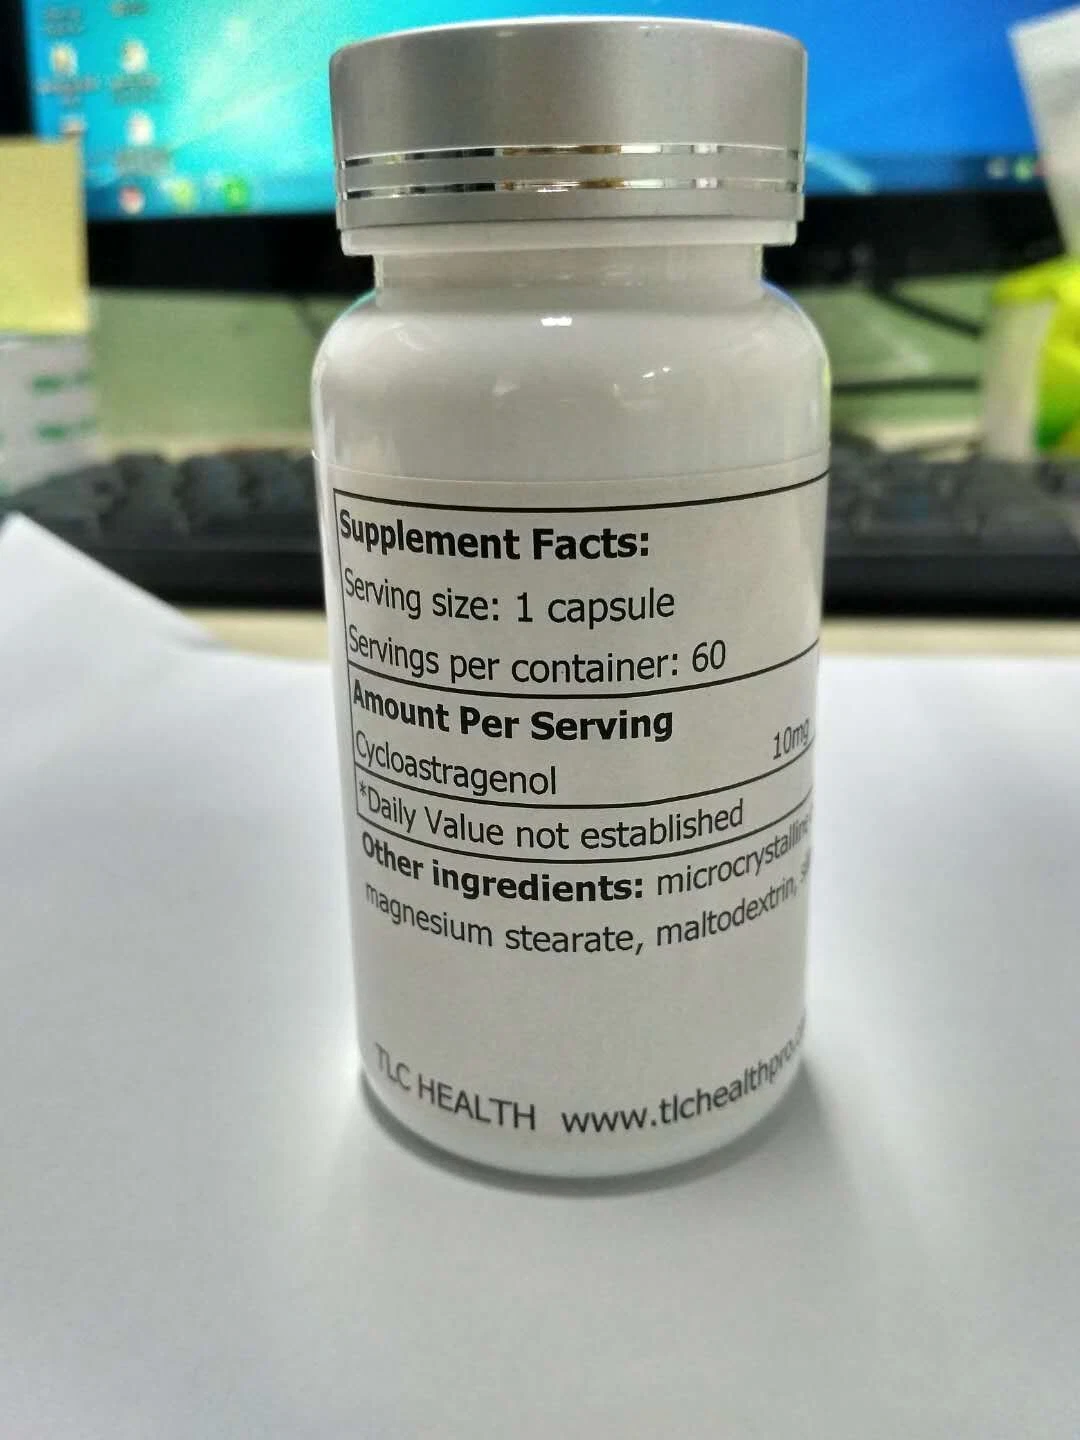 Supplement Facts:
Serving size: 1 capsule
Servings per container: 60
Amount Per Serving
Cycloastragenol 10mg
*Daily Value not established
Other ingredients: microcrystalline
magnesium stearate, maltodextrin,
TLC HEALTH www.tlchealthpro.